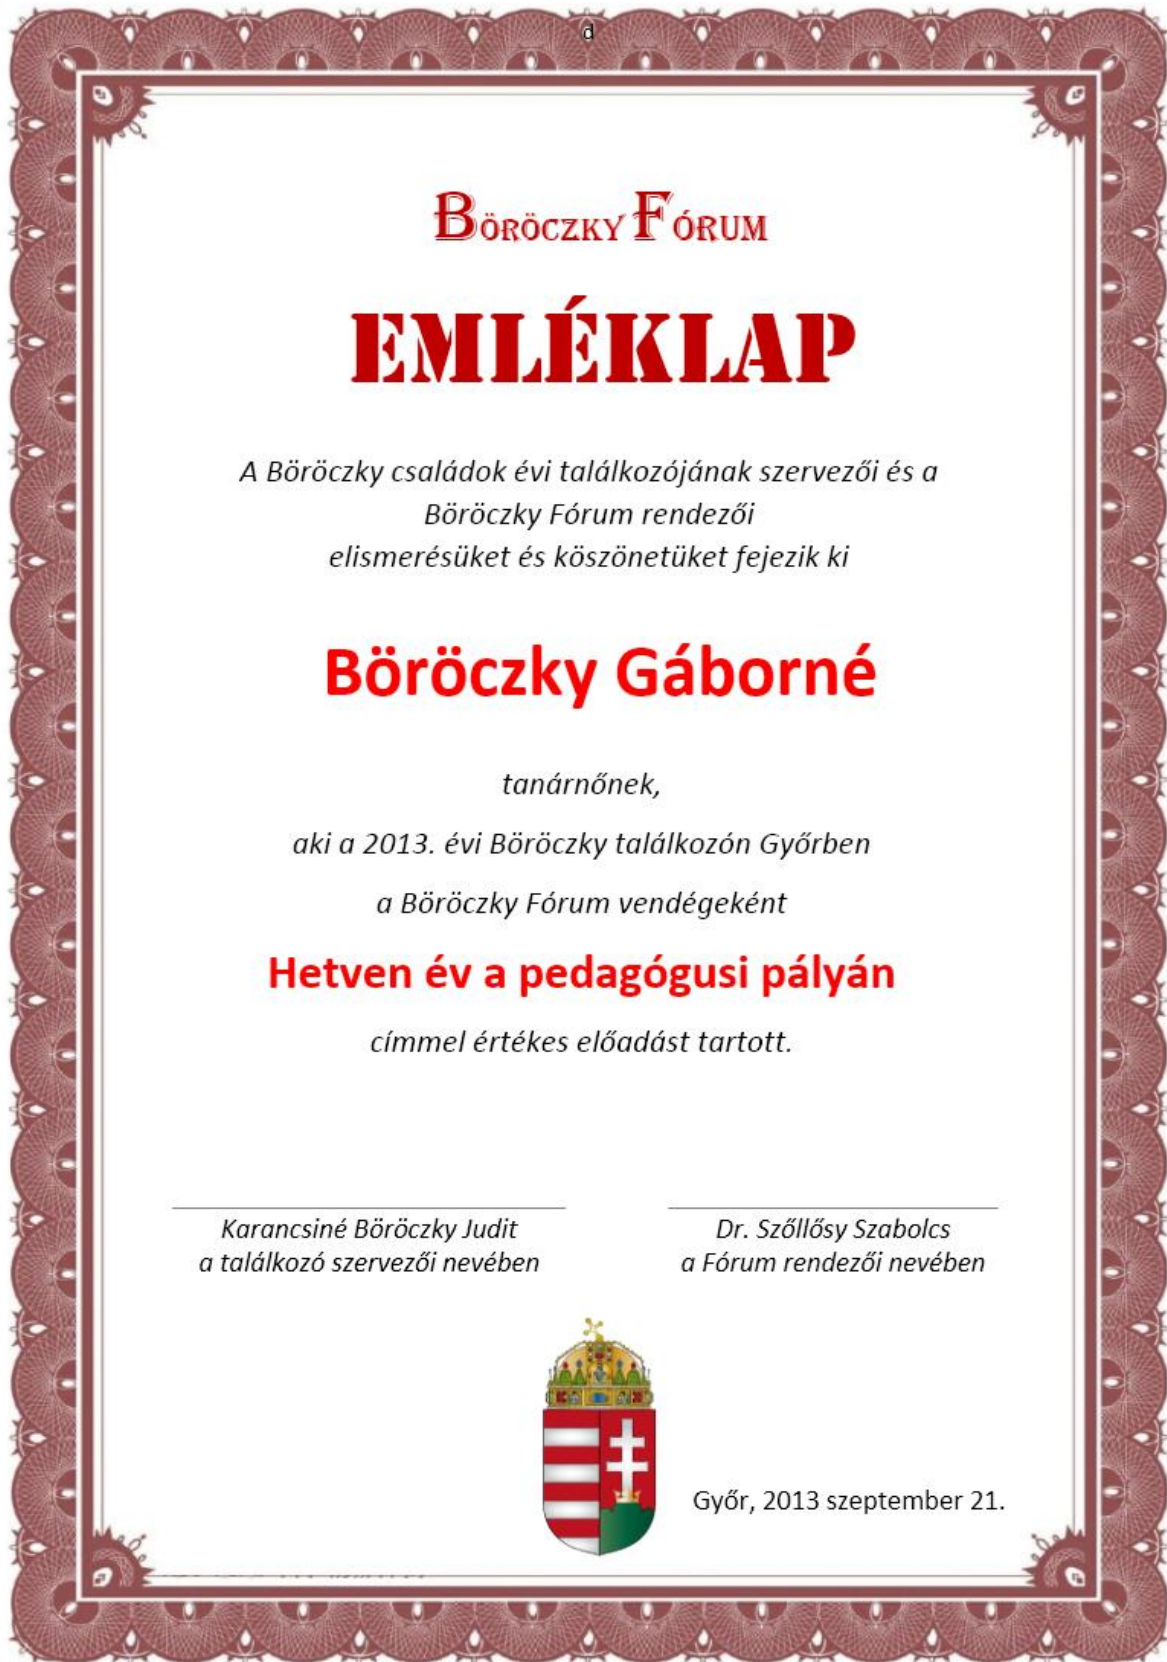 d
Böröczky Fórum
EMLÉKLAP
A Böröczky családok évi találkozójának szervezői és a
Böröczky Fórum rendezői
elismerésüket és köszönetüket fejezik ki
Böröczky Gáborné
tanárnőnek,
aki a 2013. évi Böröczky találkozón Győrben
a Böröczky Fórum vendégeként
Hetven év a pedagógusi pályán
címmel értékes előadást tartott.
Karancsiné Böröczky Judit
a találkozó szervezői nevében
Dr. Szőllősy Szabolcs
a Fórum rendezői nevében
Győr, 2013 szeptember 21.